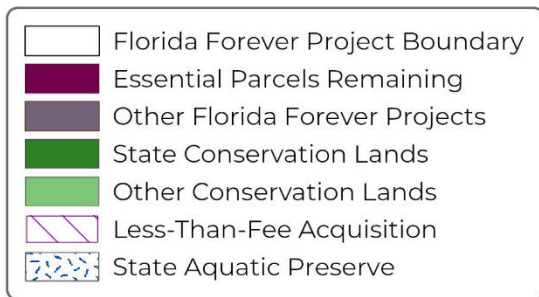 Florida Forever Project Boundary
Essential Parcels Remaining
Other Florida Forever Projects
State Conservation Lands
Other Conservation Lands
Less-Than-Fee Acquisition
State Aquatic Preserve